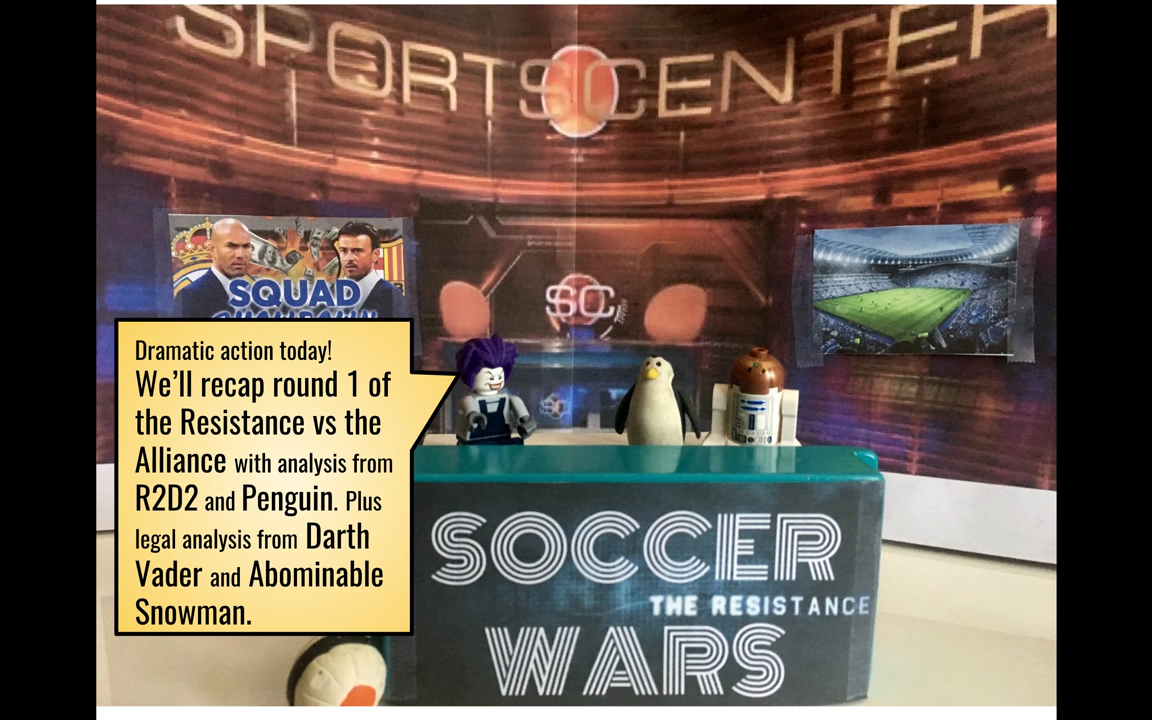 SPORTSCENTER
SC
SQUAD
SHOWDOWN
Dramatic action today!
We'll recap round 1 of
the Resistance vs the
Alliance with analysis from
R2D2 and Penguin. Plus
legal analysis from Darth
Vader and Abominable
Snowman.
SOCCER
THE RESISTANCE
WARS